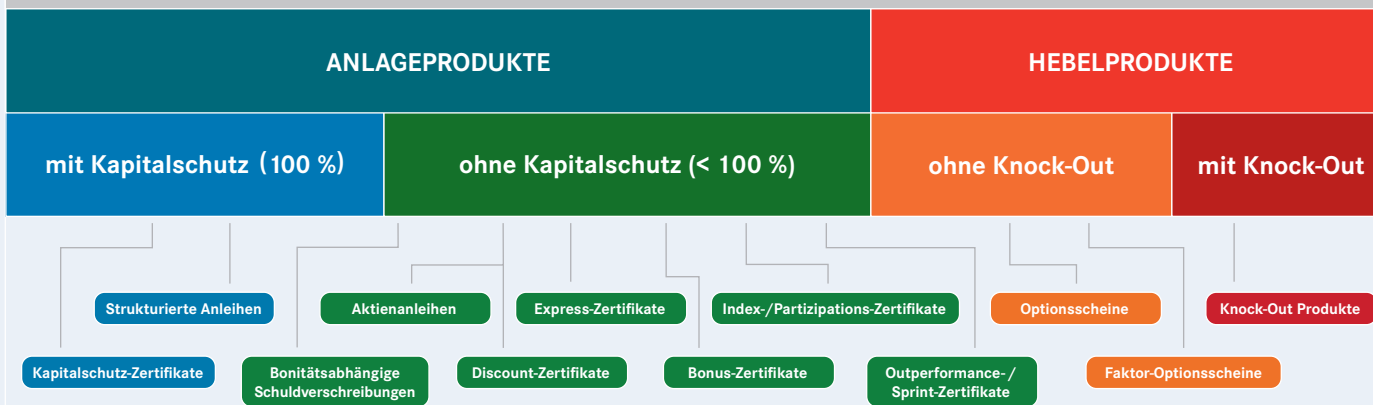 ANLAGEPRODUKTE
HEBELPRODUKTE
mit Kapitalschutz (100 %)
ohne Kapitalschutz (< 100 %)
ohne Knock-Out
mit Knock-Out
Strukturierte Anleihen
Aktienanleihen
Express-Zertifikate
Index-/Partizipations-Zertifikate
Optionsscheine
Knock-Out Produkte
Kapitalschutz-Zertifikate
Bonitätsabhängige
Schuldverschreibungen
Discount-Zertifikate
Bonus-Zertifikate
Outperformance-/
Sprint-Zertifikate
Faktor-Optionsscheine